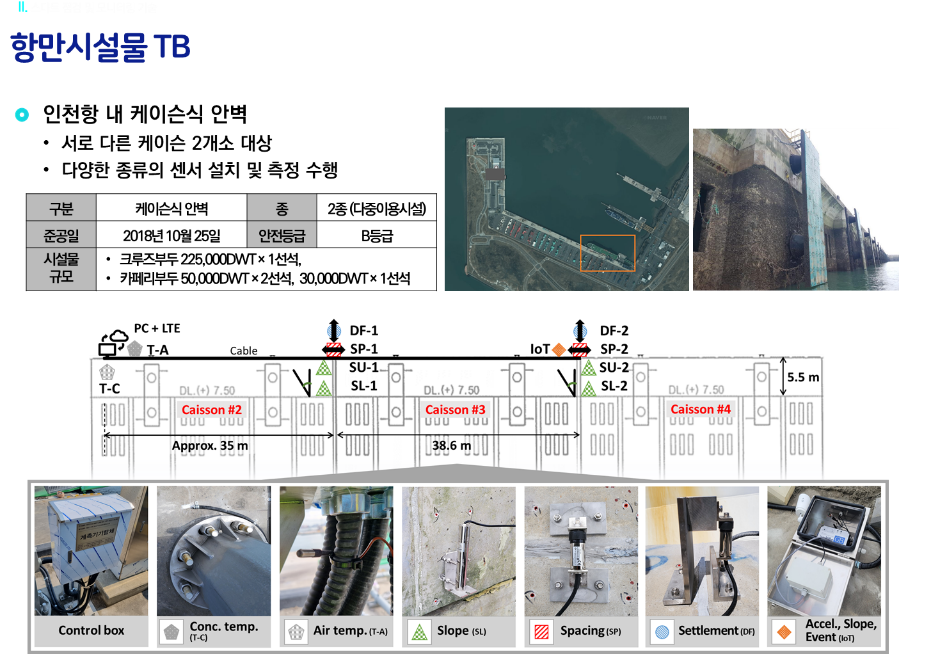 II.
항만시설물 TB
인천항 내 케이슨식 안벽
• 서로 다른 케이슨 2개소 대상
• 다양한 종류의 센서 설치 및 측정 수행
구분 케이슨식 안벽 종 2종 (다중이용시설)
준공일 2018년 10월 25일 안전등급 B등급
시설물 규모
• 크루즈부두 225,000DWT × 1선석,
• 카페리부두 50,000DWT × 2선석, 30,000DWT × 1선석
PC + LTE
T-A
T-C
Cable
DF-1
SP-1
SU-1
SL-1
IoT
DF-2
SP-2
SU-2
SL-2
5.5 m
DL.(+) 7.50
DL.(+) 7.50
DL.(+) 7.50
Caisson #2
Caisson #3
Caisson #4
Approx. 35 m
38.6 m
계측기기함체
Control box
Conc. temp.
(T-C)
Air temp. (T-A)
Slope (SL)
Spacing (SP)
Settlement (DF)
Accel., Slope,
Event (IoT)